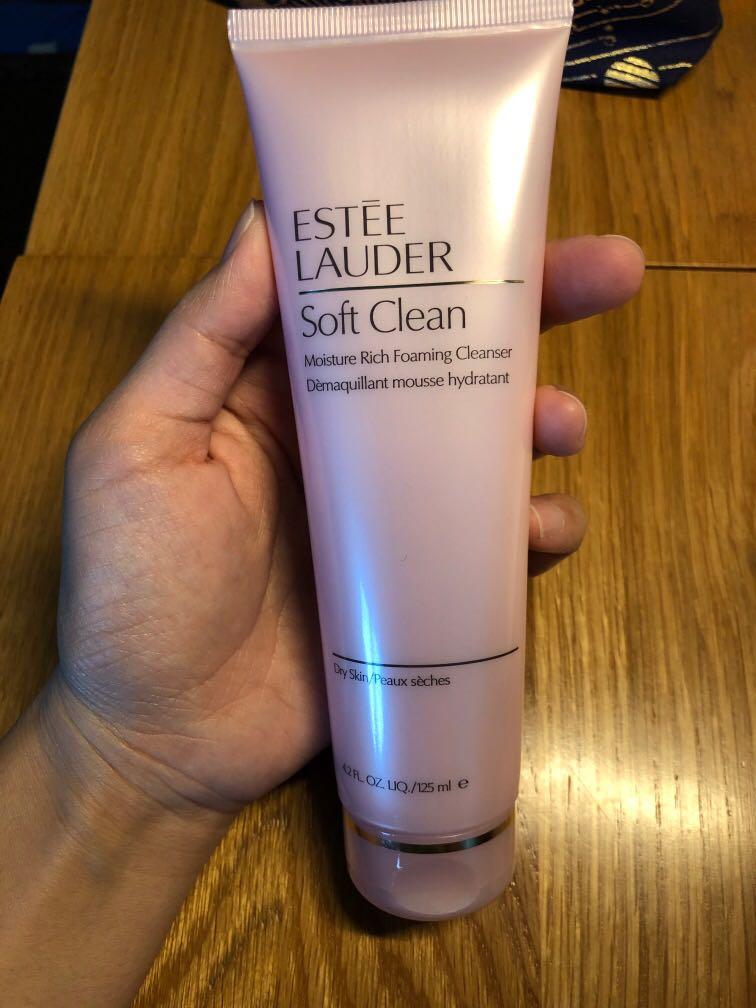 ESTĒE
LAUDER
Soft Clean
Moisture Rich Foaming Cleanser
Dèmaquillant mousse hydratant
Dry Skin/Peaux sèches
4.2 FL. OZ. LIQ./125 ml ℮